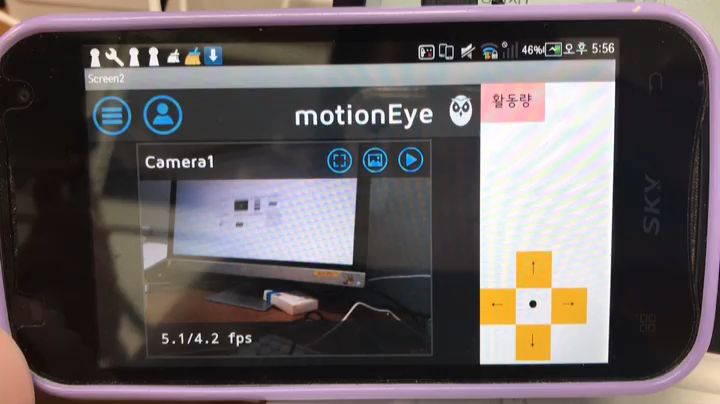 46% 오후 5:56
Screen2
motionEye
활동량
Camera1
5.1/4.2 fps
SKY